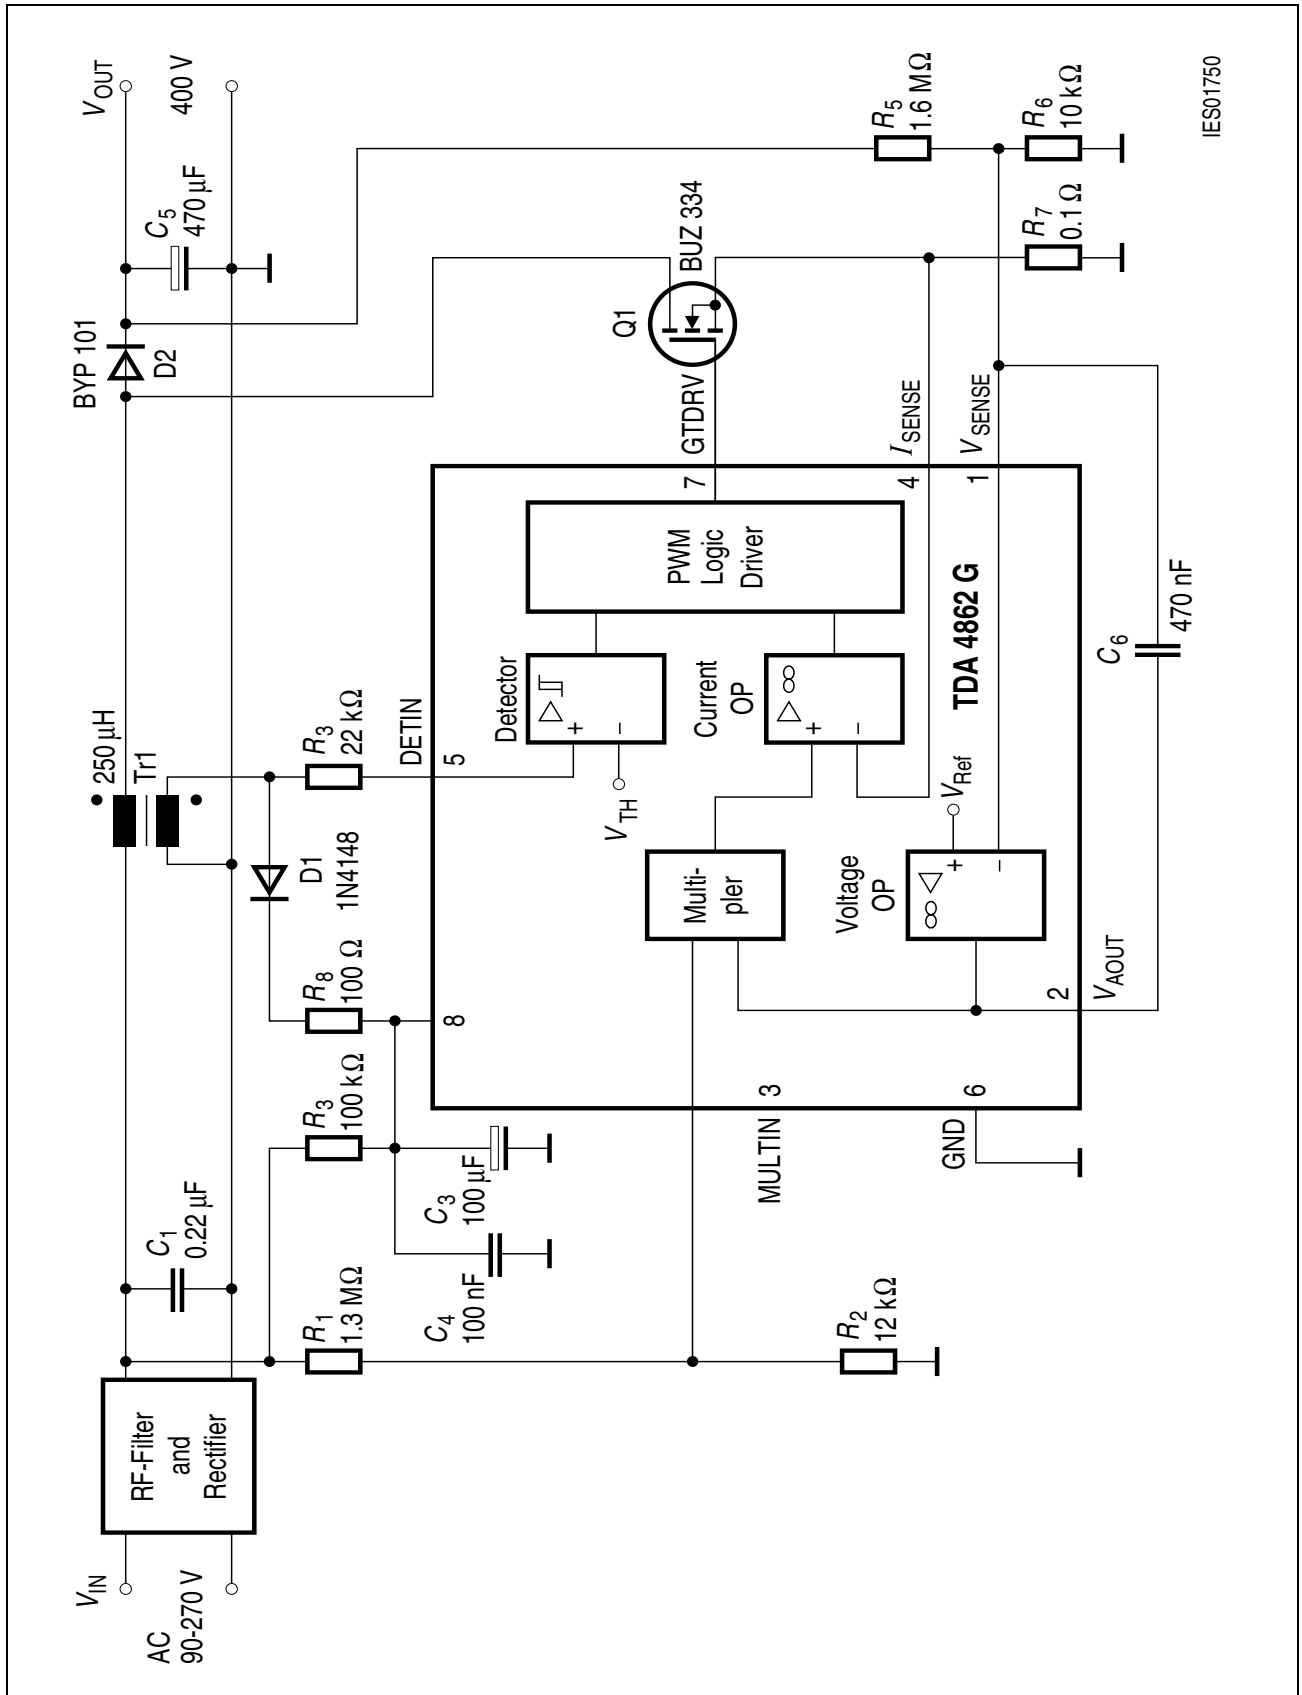 V_IN
AC
90-270 V
RF-Filter
and
Rectifier
C1
0.22 µF
R1
1.3 MΩ
R3
100 kΩ
R8
100 Ω
D1
1N4148
250 µH
Tr1
R3
22 kΩ
BYP 101
D2
C5
470 µF
V_OUT
400 V
C4
100 nF
C3
100 µF
R2
12 kΩ
MULTIN
3
GND
6
8
DETIN
5
Detector
+
−
V_TH
Multi-
pler
Current
OP
∞
+
−
Voltage
OP
∞
+
−
V_Ref
PWM
Logic
Driver
TDA 4862 G
7
GTDRV
Q1
BUZ 334
4
I_SENSE
1
V_SENSE
2
V_AOUT
C6
470 nF
R5
1.6 MΩ
R6
10 kΩ
R7
0.1 Ω
IES01750